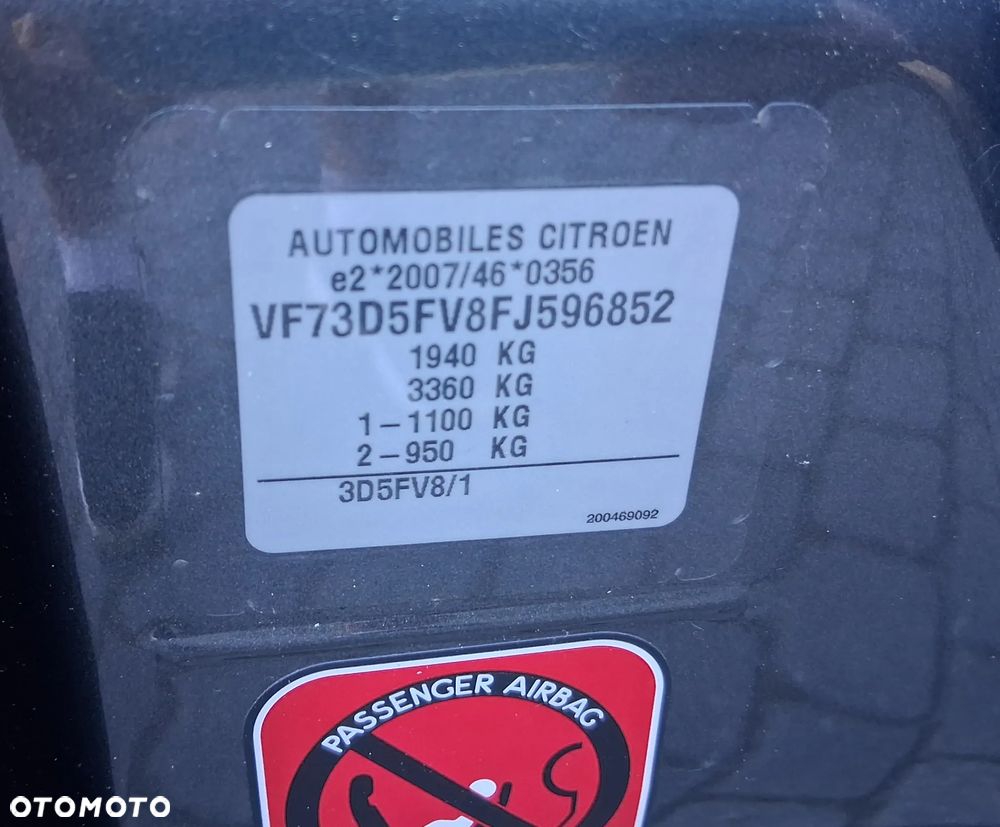 AUTOMOBILES CITROEN
e2*2007/46*0356
VF73D5FV8FJ596852
1940 KG
3360 KG
1-1100 KG
2-950 KG
3D5FV8/1
200469092
PASSENGER AIRBAG
OTOMOTO